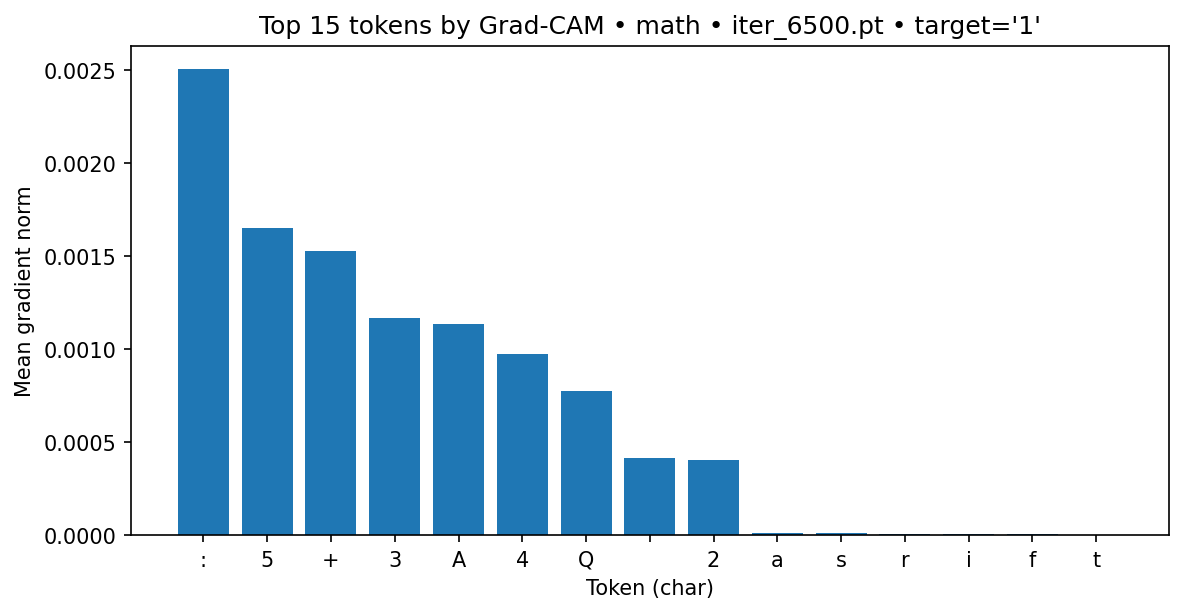 Top 15 tokens by Grad-CAM • math • iter_6500.pt • target='1'
Mean gradient norm
0.0025
0.0020
0.0015
0.0010
0.0005
0.0000
: 5 + 3 A 4 Q 2 a s r i f t
Token (char)